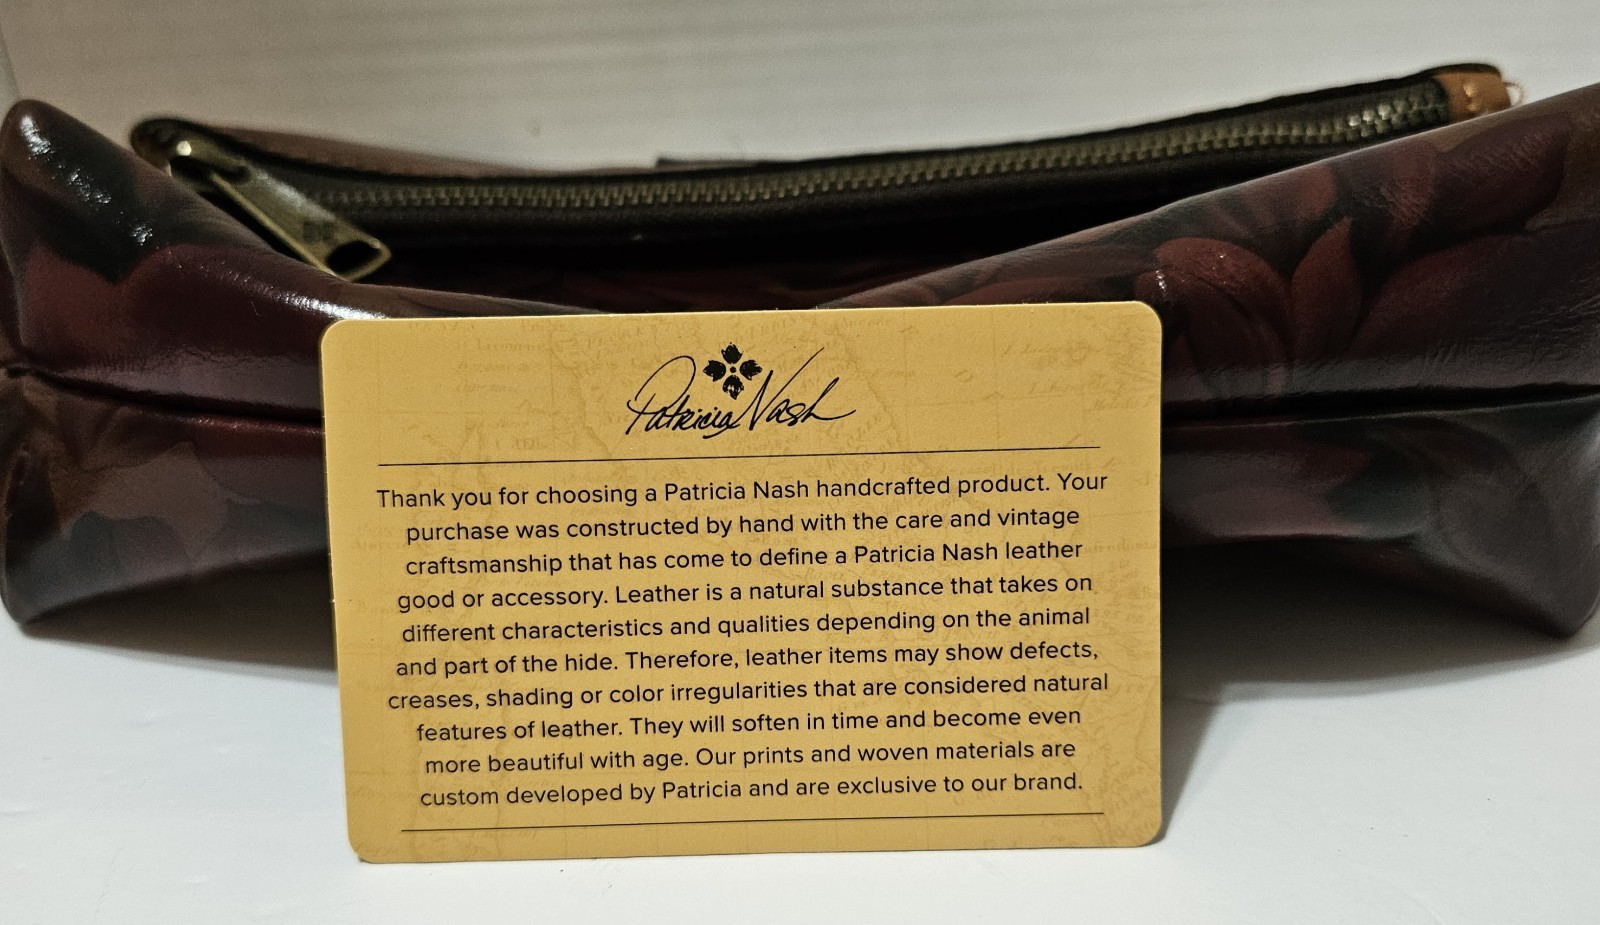 Patricia Nash
Thank you for choosing a Patricia Nash handcrafted product. Your
purchase was constructed by hand with the care and vintage
craftsmanship that has come to define a Patricia Nash leather
good or accessory. Leather is a natural substance that takes on
different characteristics and qualities depending on the animal
and part of the hide. Therefore, leather items may show defects,
creases, shading or color irregularities that are considered natural
features of leather. They will soften in time and become even
more beautiful with age. Our prints and woven materials are
custom developed by Patricia and are exclusive to our brand.